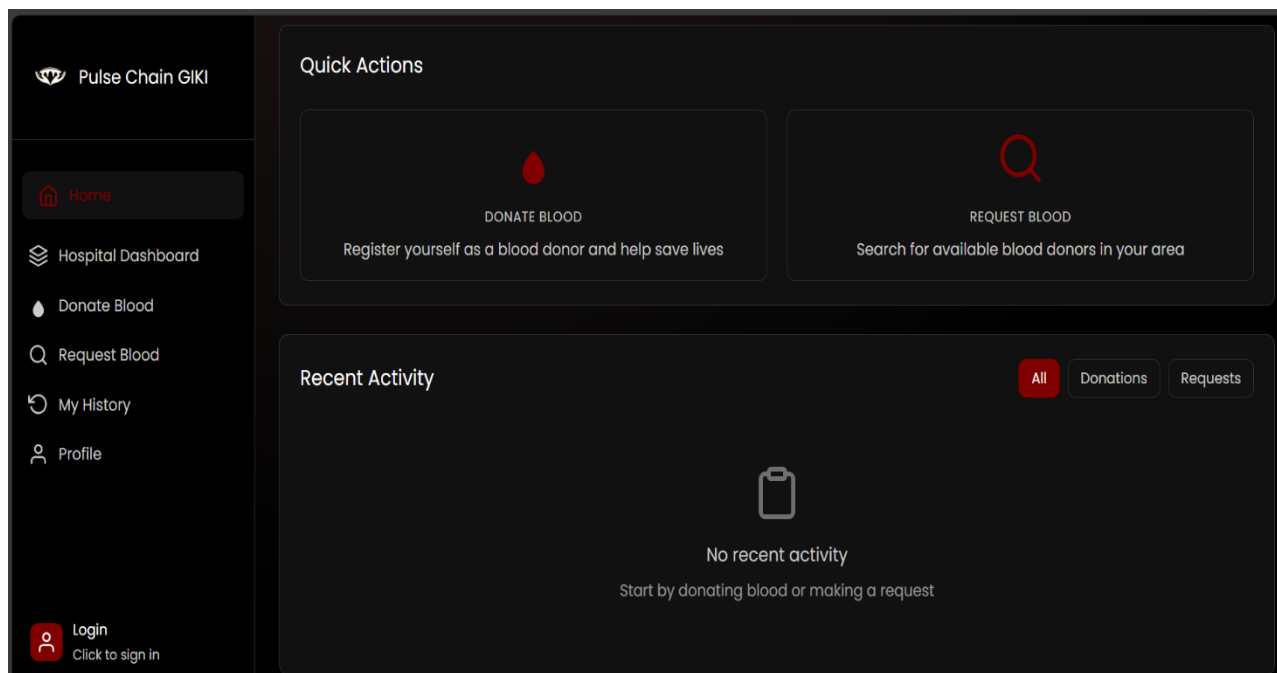 Pulse Chain GIKI
Home
Hospital Dashboard
Donate Blood
Request Blood
My History
Profile
Login
Click to sign in
Quick Actions
DONATE BLOOD
Register yourself as a blood donor and help save lives
REQUEST BLOOD
Search for available blood donors in your area
Recent Activity
All
Donations
Requests
No recent activity
Start by donating blood or making a request